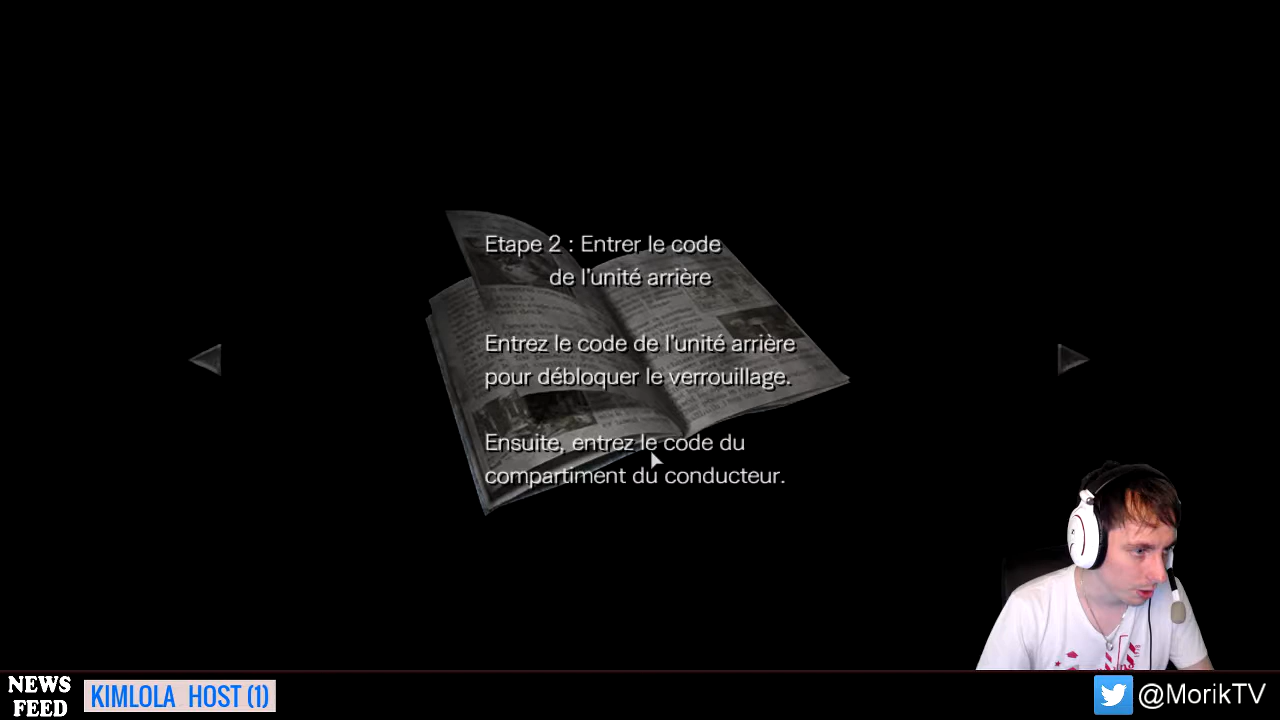 Etape 2 : Entrer le code
de l'unité arrière
Entrez le code de l'unité arrière
pour débloquer le verrouillage.
Ensuite, entrez le code du
compartiment du conducteur.
NEWS
FEED
KIMLOLA HOST (1)
@MorikTV